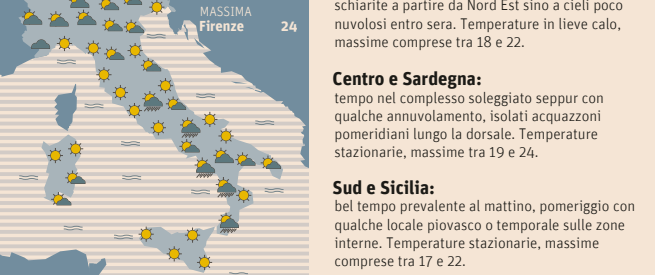 MASSIMA
Firenze 24
schiarite a partire da Nord Est sino a cieli poco
nuvolosi entro sera. Temperature in lieve calo,
massime comprese tra 18 e 22.
Centro e Sardegna:
tempo nel complesso soleggiato seppur con
qualche annuvolamento, isolati acquazzoni
pomeridiani lungo la dorsale. Temperature
stazionarie, massime tra 19 e 24.
Sud e Sicilia:
bel tempo prevalente al mattino, pomeriggio con
qualche locale piovasco o temporale sulle zone
interne. Temperature stazionarie, massime
comprese tra 17 e 22.